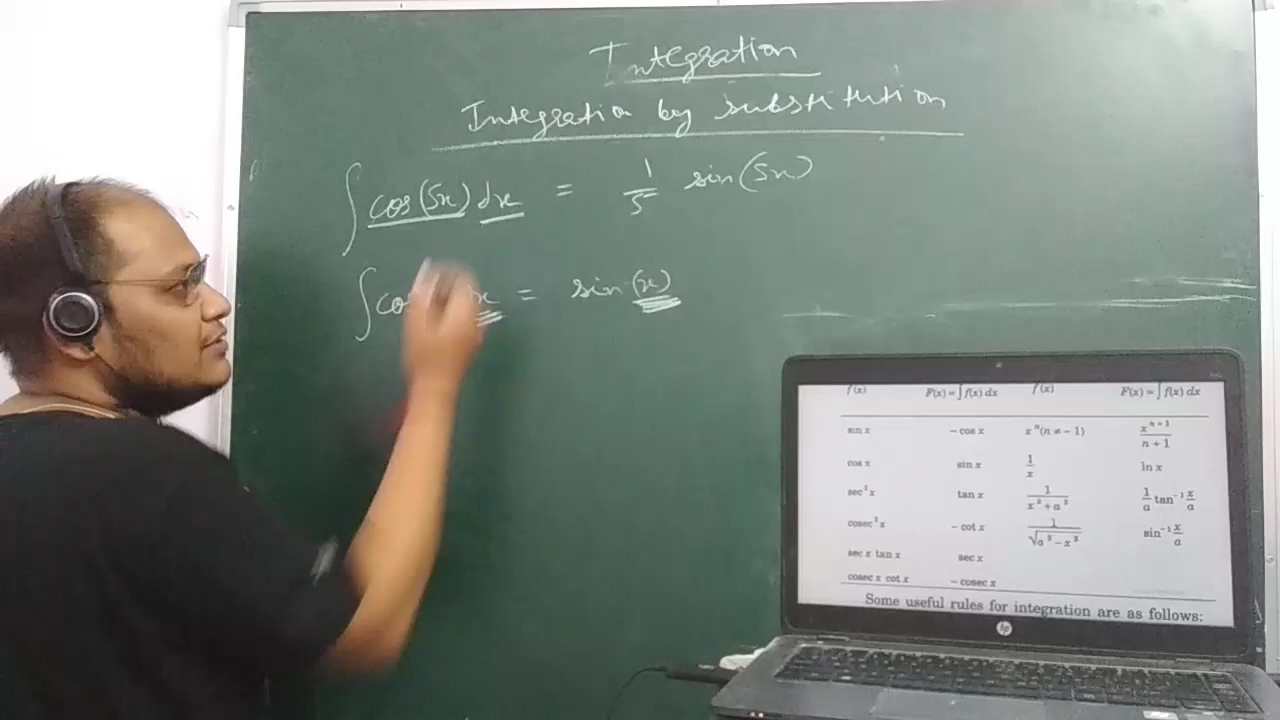 Integration
Integration by substitution
∫ cos(5x) dx = 1/5 sin(5x)
∫ cos x = sin(x)
f(x) F(x) = ∫ f(x) dx f(x) F(x) = ∫ f(x) dx
sin x − cos x xⁿ(n ≠ − 1) xⁿ⁺¹/n + 1
cos x sin x 1/x ln x
sec²x tan x 1/x² + a² 1/a tan⁻¹ x/a
cosec²x − cot x 1/√a² − x² sin⁻¹ x/a
sec x tan x sec x
cosec x cot x − cosec x
Some useful rules for integration are as follows:
hp